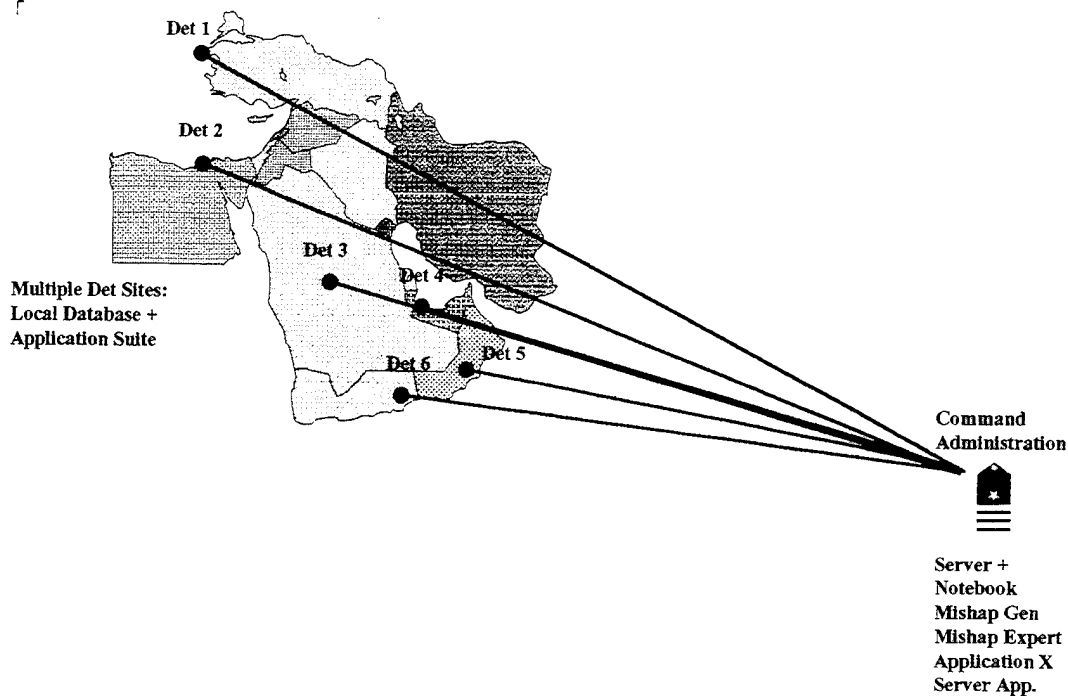 Det 1
Det 2
Det 3
Det 4
Det 5
Det 6
Multiple Det Sites:
Local Database +
Application Suite
Command
Administration
Server +
Notebook
Mishap Gen
Mishap Expert
Application X
Server App.